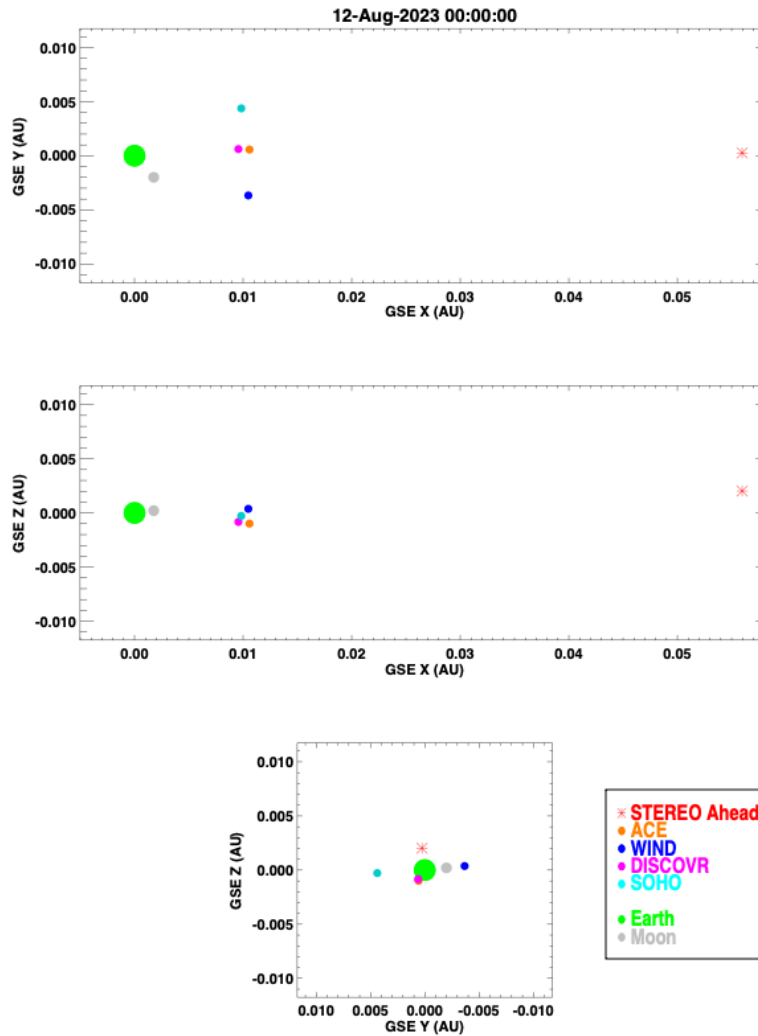 12-Aug-2023 00:00:00
0.010
0.005
0.000
-0.005
-0.010
GSE Y (AU)
0.00 0.01 0.02 0.03 0.04 0.05
GSE X (AU)
0.010
0.005
0.000
-0.005
-0.010
GSE Z (AU)
0.00 0.01 0.02 0.03 0.04 0.05
GSE X (AU)
0.010
0.005
0.000
-0.005
-0.010
GSE Z (AU)
0.010 0.005 0.000 -0.005 -0.010
GSE Y (AU)
STEREO Ahead
ACE
WIND
DISCOVR
SOHO
Earth
Moon